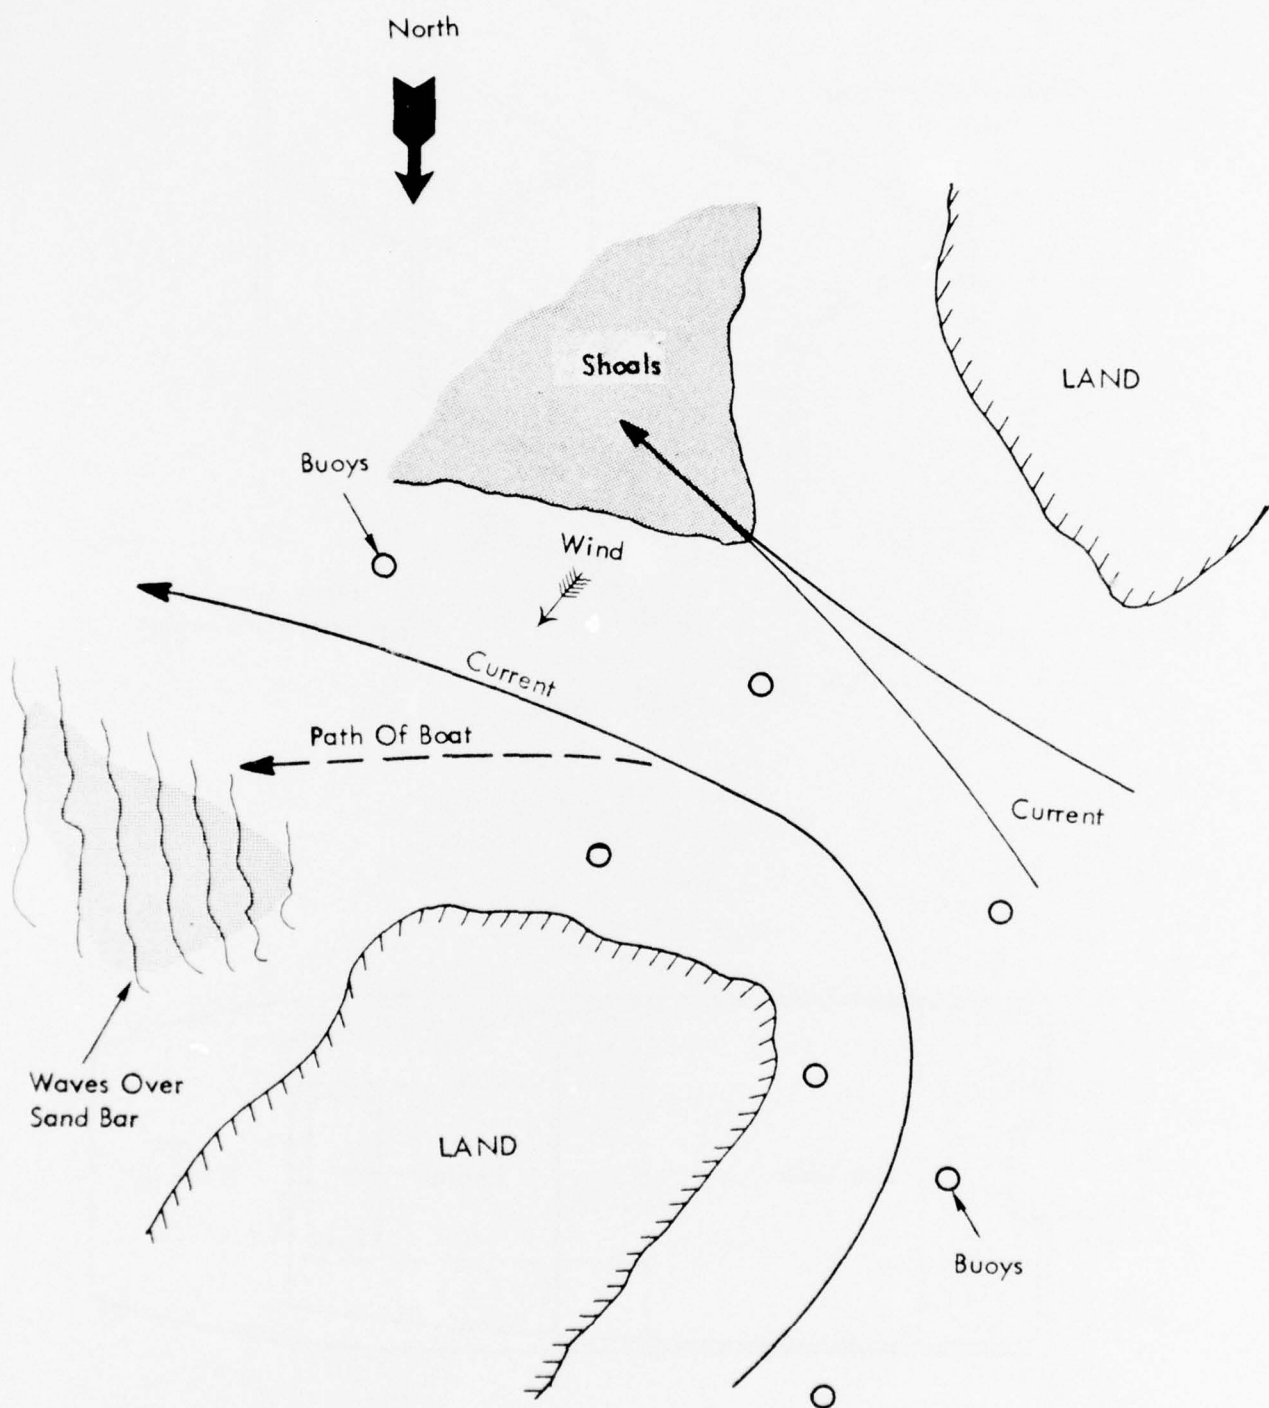 North
Shoals
LAND
Buoys
Wind
Current
Path Of Boat
Current
Waves Over
Sand Bar
LAND
Buoys